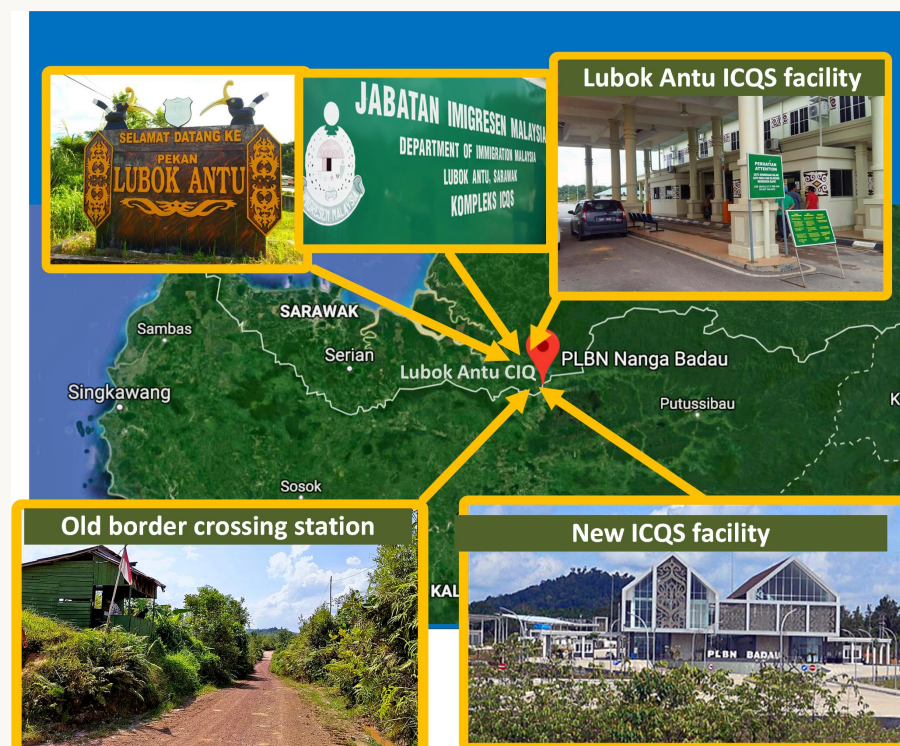 SELAMAT DATANG KE
PEKAN
LUBOK ANTU
JABATAN IMIGRESEN MALAYSIA
DEPARTMENT OF IMMIGRATION MALAYSIA
LUBOK ANTU, SARAWAK
KOMPLEKS ICQS
Lubok Antu ICQS facility
PERHATIAN
ATTENTION
SARAWAK
Sambas
Serian
Lubok Antu CIQ
PLBN Nanga Badau
Singkawang
Putussibau
K
Sosok
KAL
Old border crossing station
New ICQS facility
PLBN BADAU